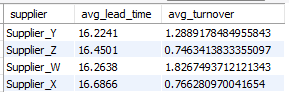 supplier avg_lead_time avg_turnover
Supplier_Y 16.2241 1.2889178484955843
Supplier_Z 16.4501 0.7463413833355097
Supplier_W 16.2638 1.8267493712121343
Supplier_X 16.6866 0.766280970041654